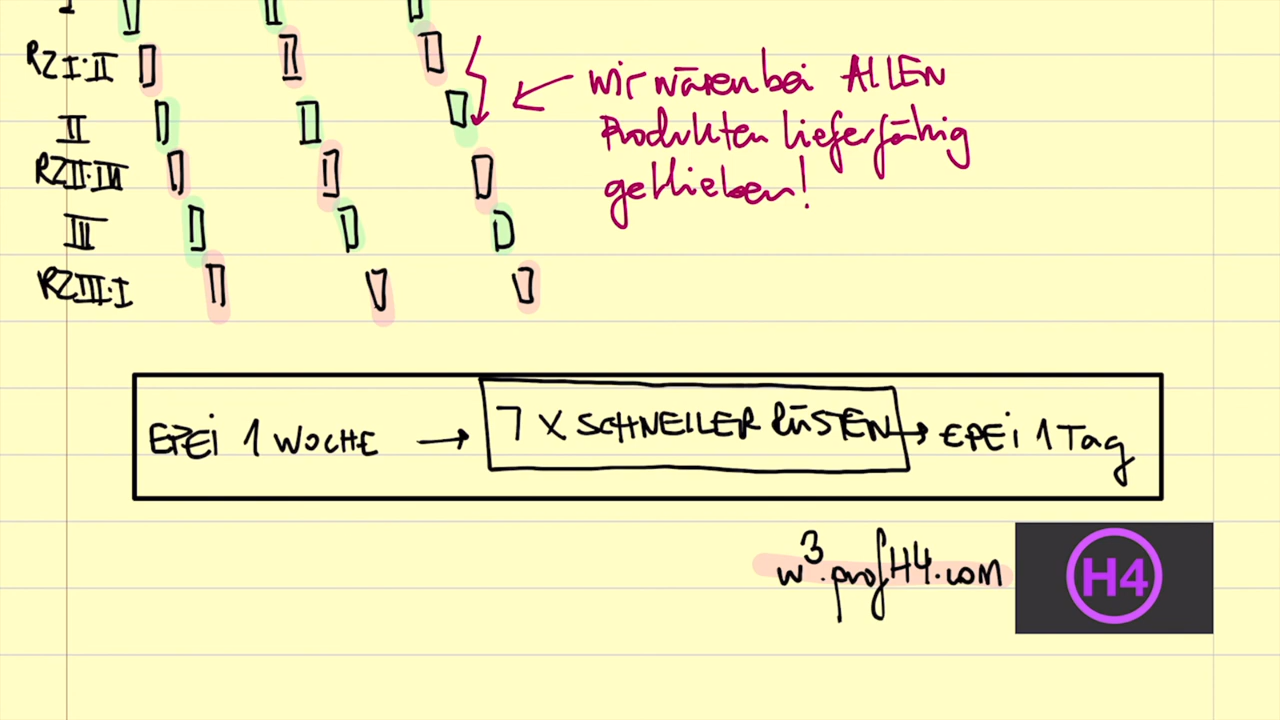 I
RZ I·II
wir wären bei ALLEN
II
Produkten lieferfähig
RZ II·III
geblieben!
III
RZ III·I
EPEi 1 WOCHE → 7 X SCHNELLER RÜSTEN → EPEi 1 Tag
w³.profH4.com
H4